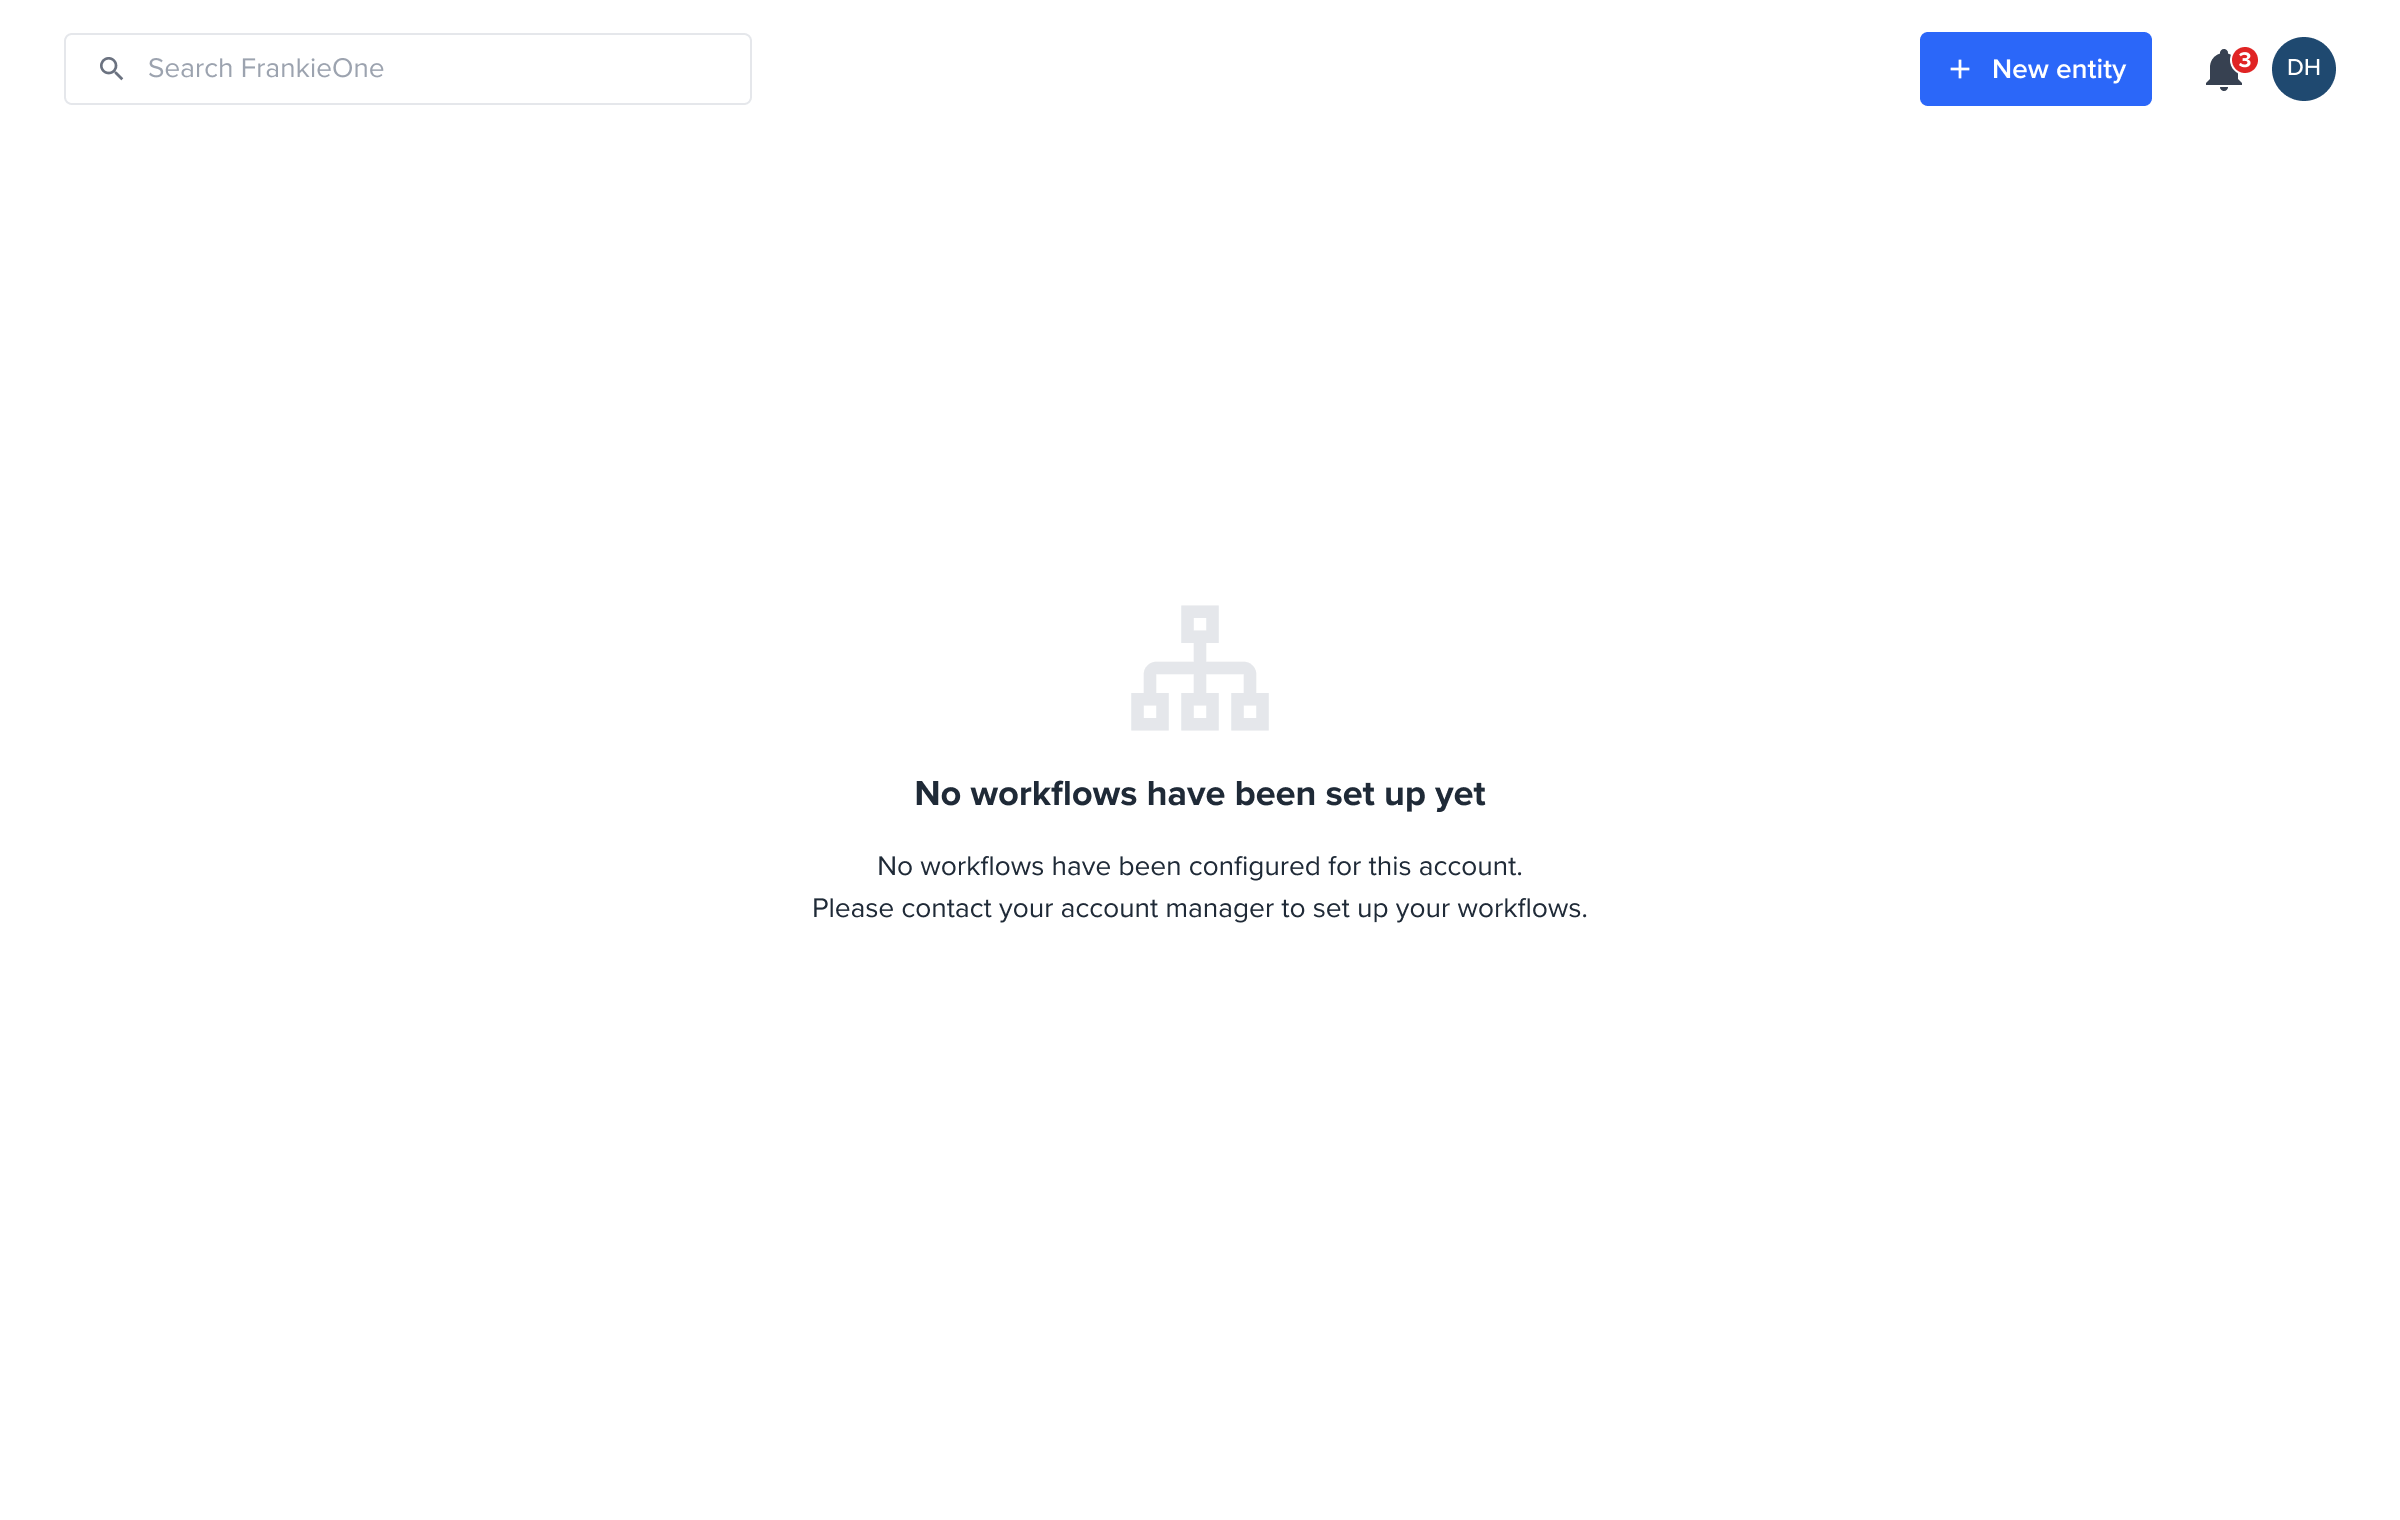 Search FrankieOne
New entity
3
DH
No workflows have been set up yet
No workflows have been configured for this account.
Please contact your account manager to set up your workflows.